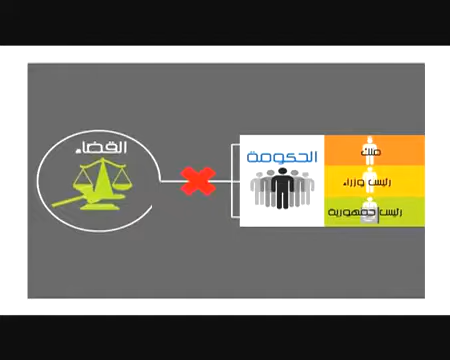 القضاء
الحكومة
ملك
رئيس وزراء
رئيس جمهورية